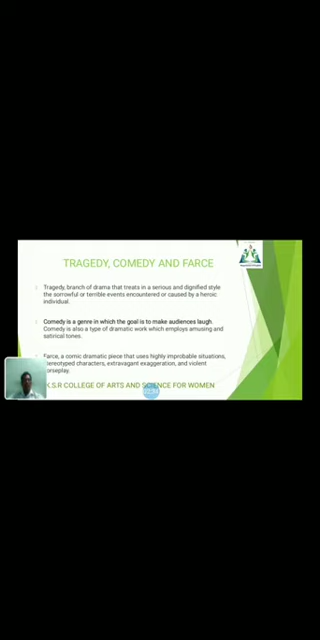 TRAGEDY, COMEDY AND FARCE
Tragedy, branch of drama that treats in a serious and dignified style
the sorrowful or terrible events encountered or caused by a heroic
individual.
Comedy is a genre in which the goal is to make audiences laugh.
Comedy is also a type of dramatic work which employs amusing and
satirical tones.
Farce, a comic dramatic piece that uses highly improbable situations,
stereotyped characters, extravagant exaggeration, and violent
horseplay.
K.S.R COLLEGE OF ARTS AND SCIENCE FOR WOMEN